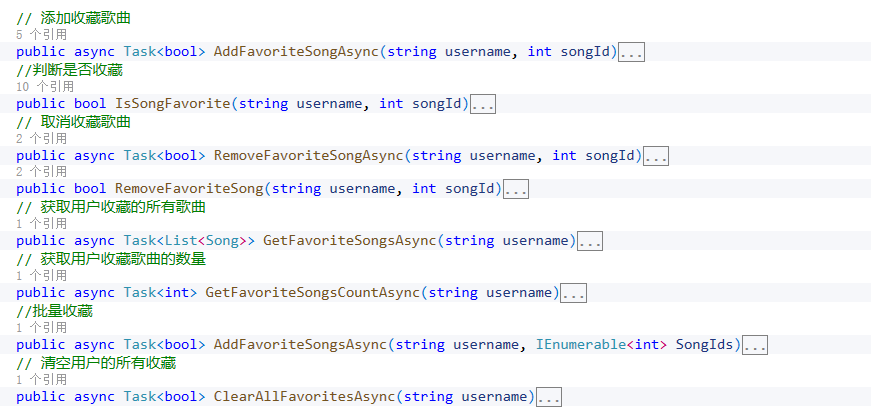 // 添加收藏歌曲
5 个引用
public async Task<bool> AddFavoriteSongAsync(string username, int songId)...
//判断是否收藏
10 个引用
public bool IsSongFavorite(string username, int songId)...
// 取消收藏歌曲
2 个引用
public async Task<bool> RemoveFavoriteSongAsync(string username, int songId)...
2 个引用
public bool RemoveFavoriteSong(string username, int songId)...
// 获取用户收藏的所有歌曲
1 个引用
public async Task<List<Song>> GetFavoriteSongsAsync(string username)...
// 获取用户收藏歌曲的数量
1 个引用
public async Task<int> GetFavoriteSongsCountAsync(string username)...
//批量收藏
1 个引用
public async Task<bool> AddFavoriteSongsAsync(string username, IEnumerable<int> SongIds)...
// 清空用户的所有收藏
1 个引用
public async Task<bool> ClearAllFavoritesAsync(string username)...